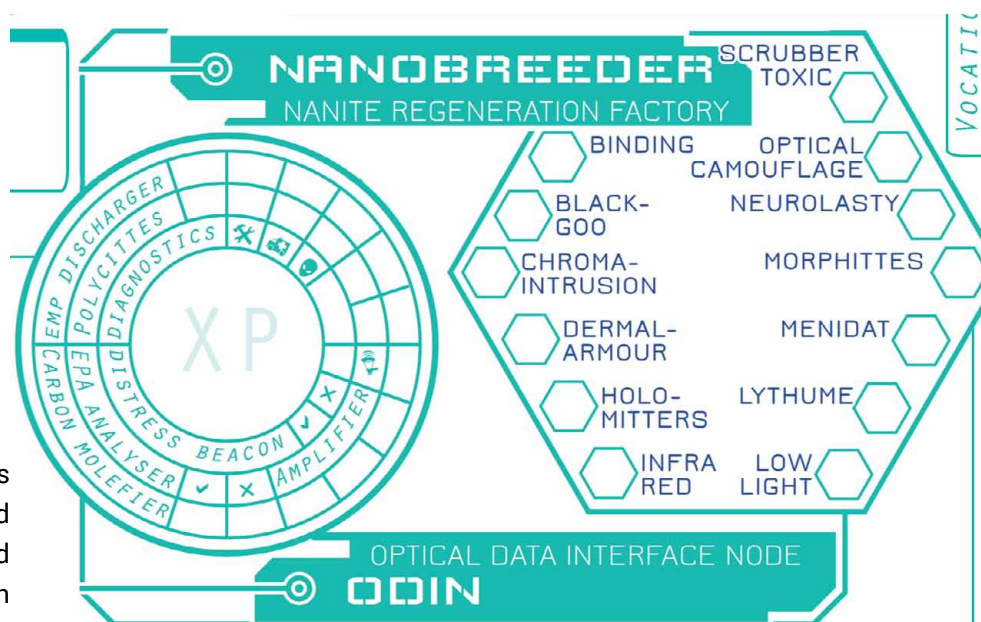 NANOBREEDER
NANITE REGENERATION FACTORY
VOCATIO
SCRUBBER
TOXIC
BINDING
OPTICAL
CAMOUFLAGE
BLACK-
GOO
NEUROLASTY
CHROMA-
INTRUSION
MORPHITTES
DERMAL-
ARMOUR
MENIDAT
HOLO-
MITTERS
LYTHUME
INFRA
RED
LOW
LIGHT
EMP DISCHARGER
POLYCITTES
DIAGNOSTICS
XP
DISTRESS BEACON
EPA ANALYSER
CARBON MOLEFIER
AMPLIFIER
s
d
d
n
OPTICAL DATA INTERFACE NODE
ODIN